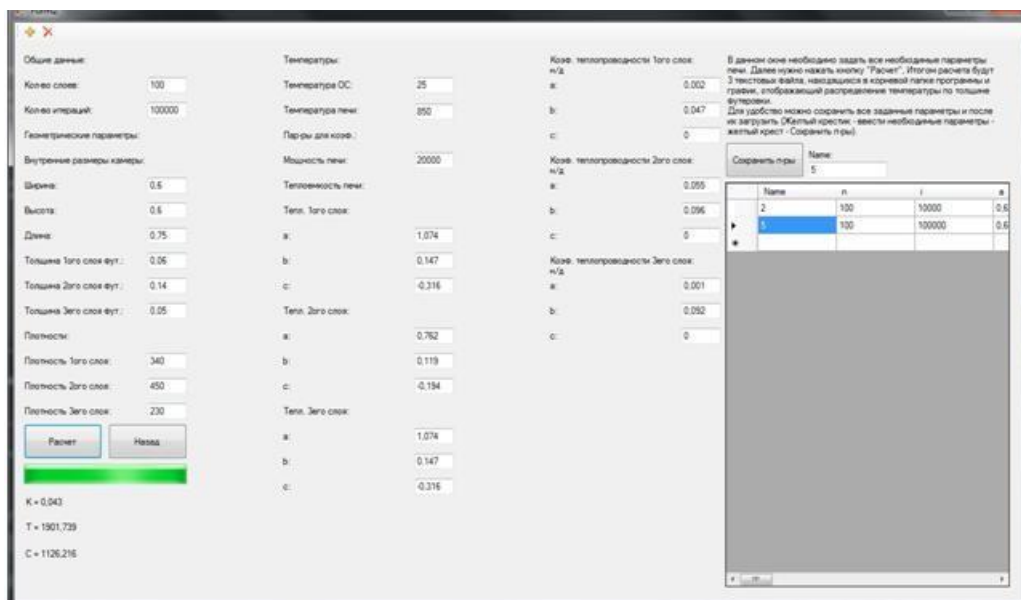 Общие данные:
Кол-во слоев: 100
Кол-во итераций: 100000
Геометрические параметры:
Внутренние размеры камеры:
Ширина: 0.6
Высота: 0.6
Длина: 0.75
Толщина 1ого слоя фут.: 0.06
Толщина 2ого слоя фут.: 0.14
Толщина 3его слоя фут.: 0.05
Плотности:
Плотность 1ого слоя: 340
Плотность 2ого слоя: 450
Плотность 3его слоя: 230
Расчет Назад
K = 0,043
T = 1901,739
C = 1126,216
Температуры:
Температура ОС: 25
Температура печи: 850
Пар-ры для коэф.:
Мощность печи: 20000
Теплоемкость печи:
Тепл. 1ого слоя:
a: 1,074
b: 0.147
c: -0,316
Тепл. 2ого слоя:
a: 0,762
b: 0,119
c: -0,194
Тепл. 3его слоя:
a: 1,074
b: 0.147
c: -0.316
Коэф. теплопроводности 1ого слоя:
н/д
a: 0.002
b: 0,047
c: 0
Коэф. теплопроводности 2ого слоя:
н/д
a: 0.055
b: 0,096
c: 0
Коэф. теплопроводности 3его слоя:
н/д
a: 0,001
b: 0,092
c: 0
В данном окне необходимо задать все необходимые параметры
печи. Далее нужно нажать кнопку "Расчет", Итогом расчета будут
3 текстовых файла, находящихся в корневой папке программы и
график, отображающий распределение температуры по толщине
футеровки.
Для удобство можно сохранить все заданные параметры и после
их загрузить (Желтый крестик - ввести необходимые параметры -
желтый крест - Сохранить п-ры).
Сохранить п-ры Name:
5
Name n i a
2 100 10000 0,6
5 100 100000 0,6